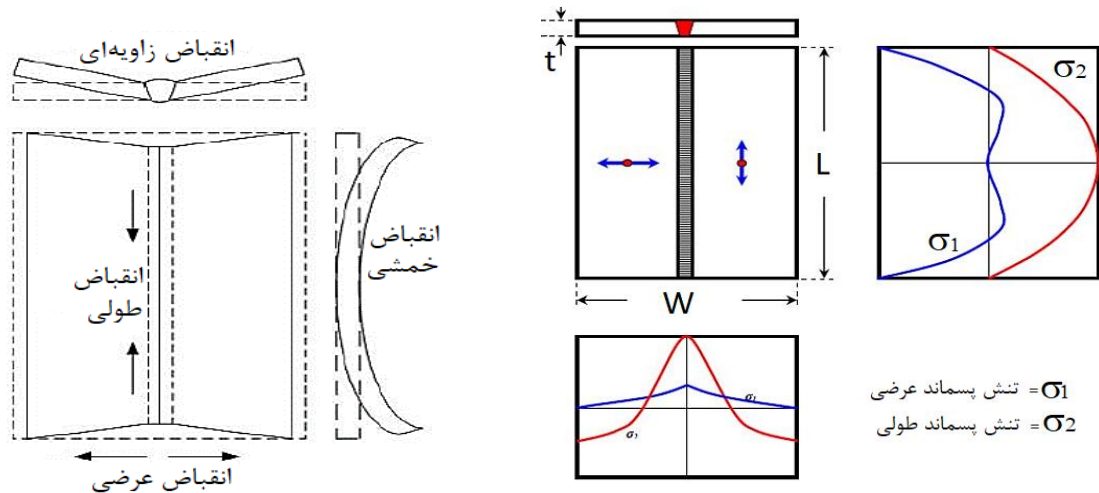 انقباض زاویه‌ای
انقباض
طولی
انقباض
خمشی
انقباض عرضی
t
L
W
σ2
σ1
σ1 = تنش پسماند عرضی
σ2 = تنش پسماند طولی